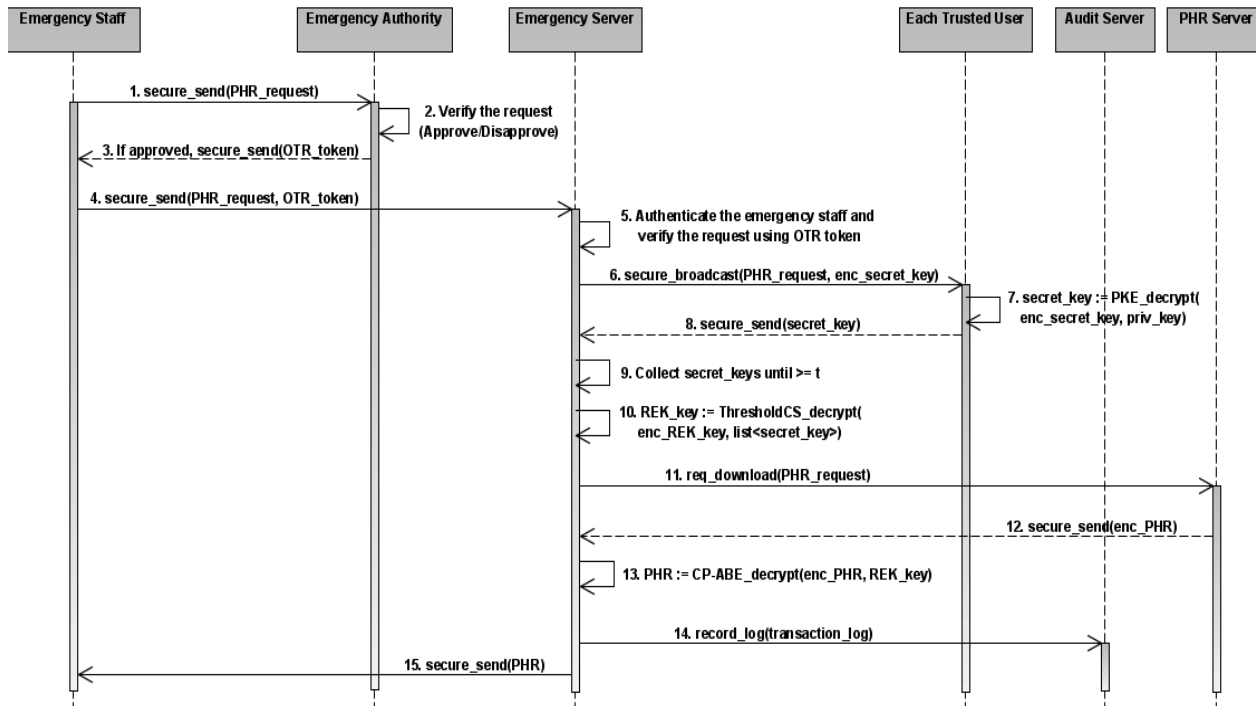 Emergency Staff
Emergency Authority
Emergency Server
Each Trusted User
Audit Server
PHR Server
1. secure_send(PHR_request)
2. Verify the request
(Approve/Disapprove)
3. If approved, secure_send(OTR_token)
4. secure_send(PHR_request, OTR_token)
5. Authenticate the emergency staff and
verify the request using OTR token
6. secure_broadcast(PHR_request, enc_secret_key)
7. secret_key := PKE_decrypt(
enc_secret_key, priv_key)
8. secure_send(secret_key)
9. Collect secret_keys until >= t
10. REK_key := ThresholdCS_decrypt(
enc_REK_key, list<secret_key>)
11. req_download(PHR_request)
12. secure_send(enc_PHR)
13. PHR := CP-ABE_decrypt(enc_PHR, REK_key)
14. record_log(transaction_log)
15. secure_send(PHR)